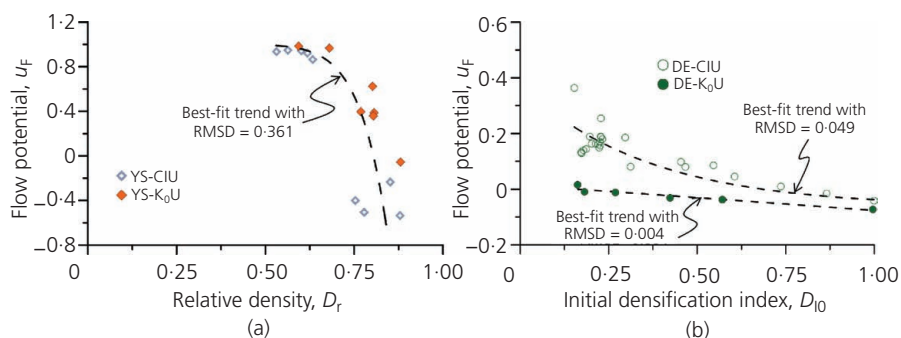 (a)
1·2
0·8
0·4
0
−0·4
−0·8
Flow potential, uF
Best-fit trend with
RMSD = 0·361
YS-CIU
YS-K0U
0
0·25
0·50
0·75
1·00
Relative density, Dr
(a)
0·6
0·4
0·2
0
−0·2
Flow potential, uF
DE-CIU
DE-K0U
Best-fit trend with
RMSD = 0·049
Best-fit trend with
RMSD = 0·004
0
0·25
0·50
0·75
1·00
Initial densification index, DI0
(b)